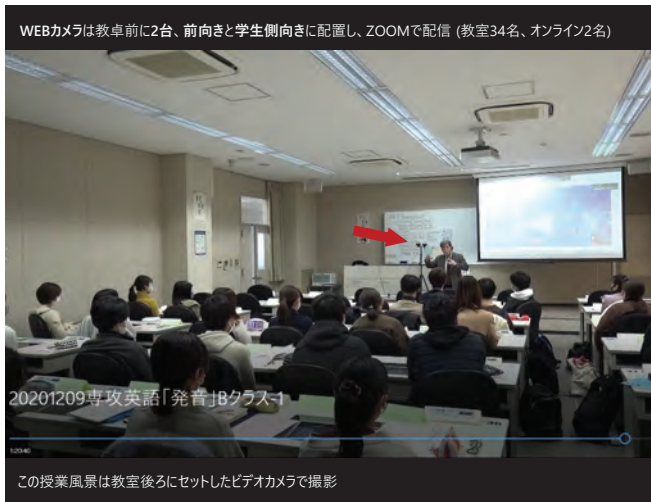 WEBカメラは教卓前に2台、前向きと学生側向きに配置し、ZOOMで配信 (教室34名、オンライン2名)
20201209専攻英語「発音」Bクラス-1
1:20:40
この授業風景は教室後ろにセットしたビデオカメラで撮影